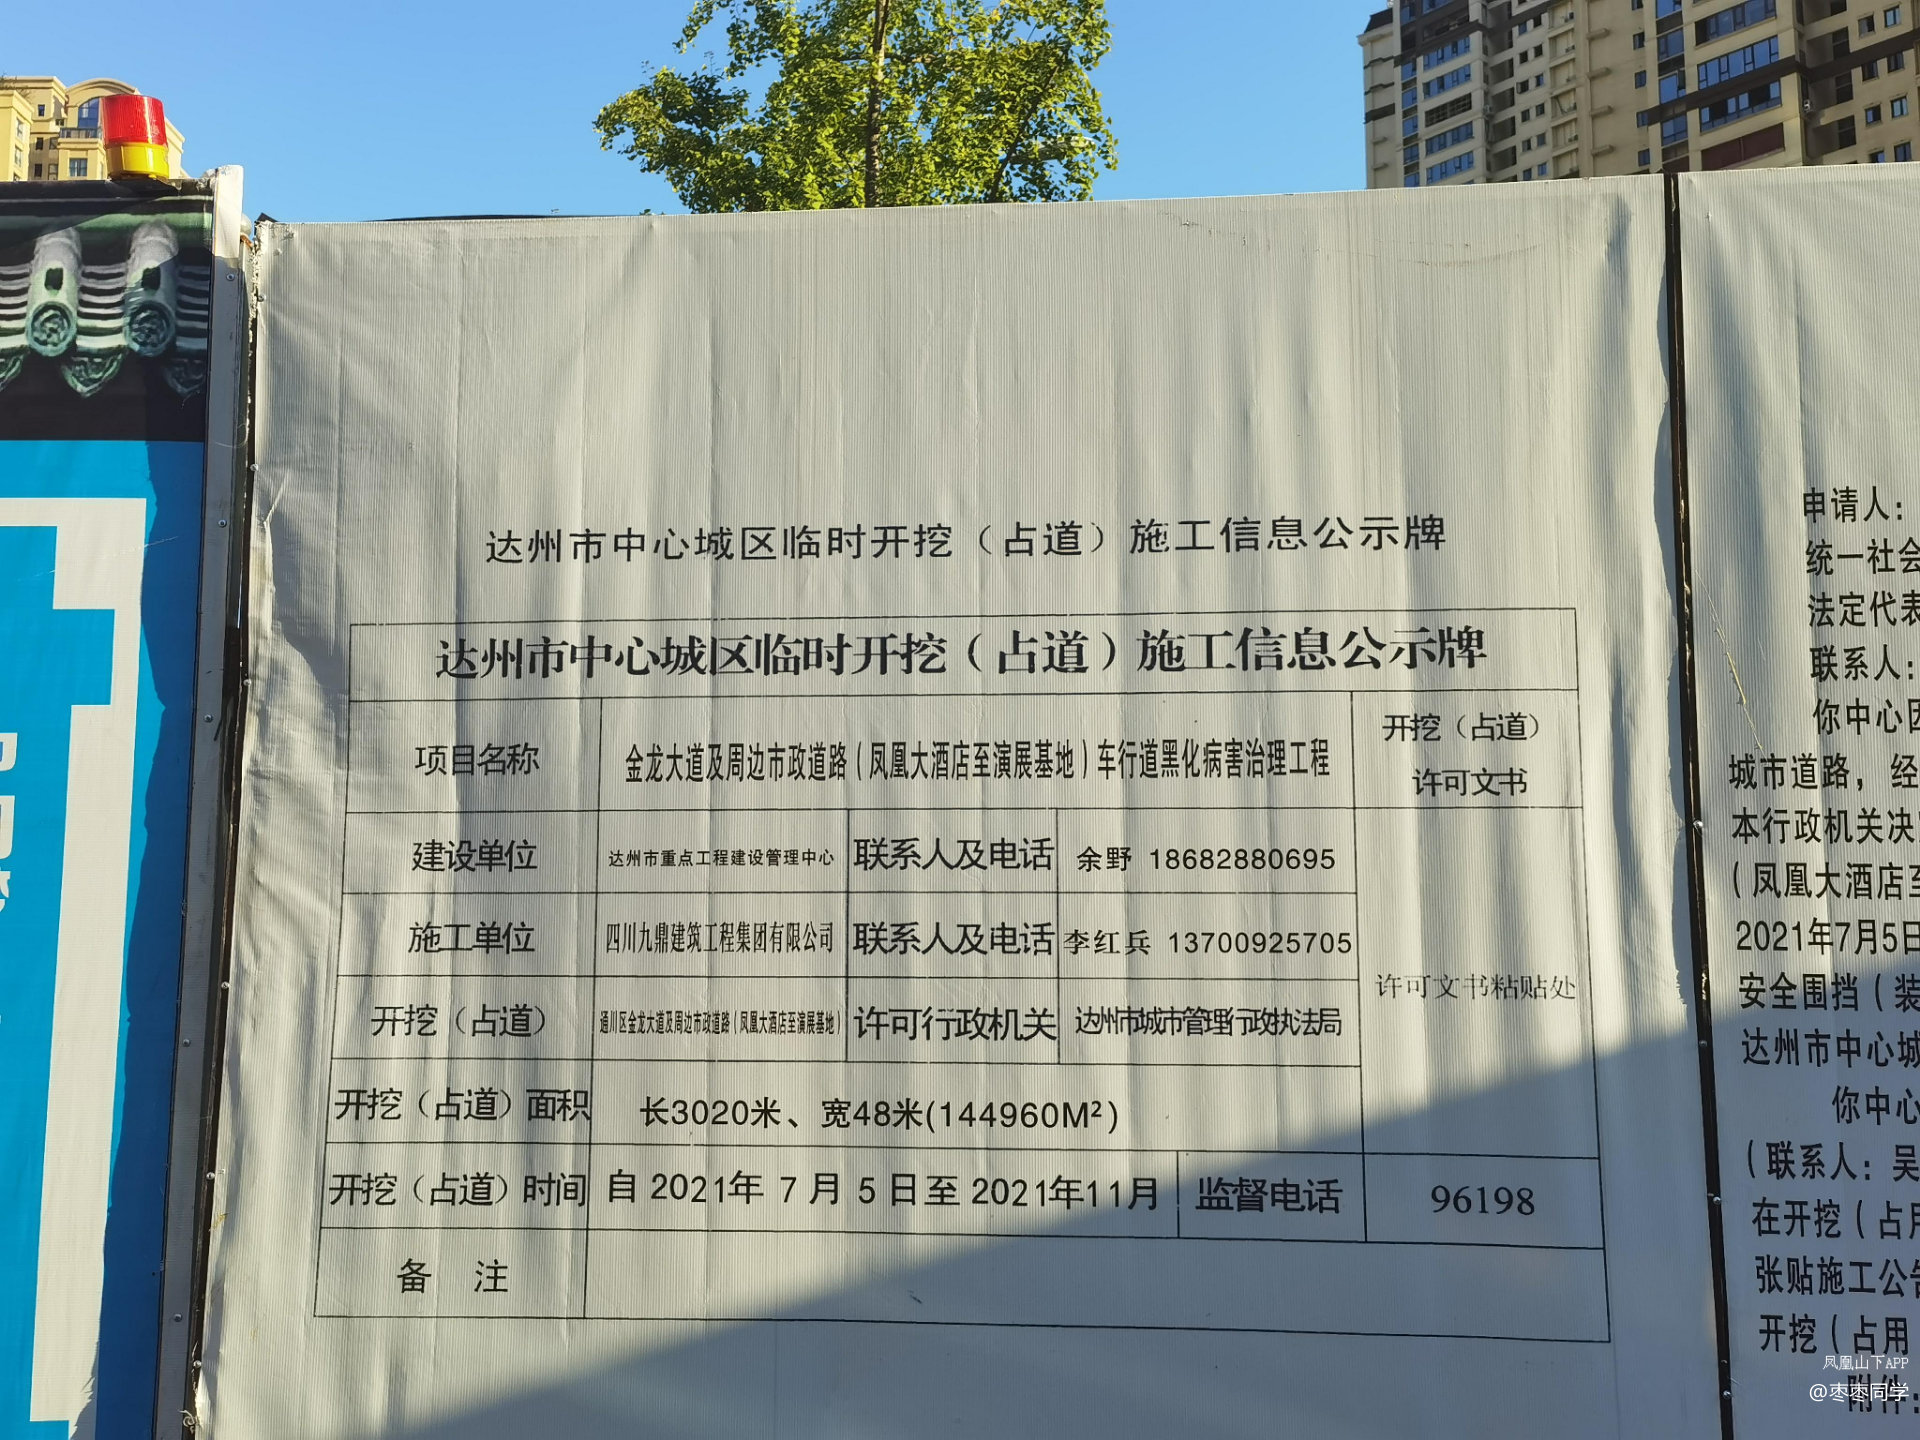 达州市中心城区临时开挖（占道）施工信息公示牌
达州市中心城区临时开挖（占道）施工信息公示牌
项目名称 金龙大道及周边市政道路（凤凰大酒店至演展基地）车行道黑化病害治理工程 开挖（占道）
许可文书
建设单位 达州市重点工程建设管理中心 联系人及电话 余野 18682880695
施工单位 四川九鼎建筑工程集团有限公司 联系人及电话 李红兵 13700925705
许可文书粘贴处
开挖（占道） 通川区金龙大道及周边市政道路（凤凰大酒店至演展基地） 许可行政机关 达州市城市管理行政执法局
开挖（占道）面积 长3020米、宽48米(144960M²)
开挖（占道）时间 自 2021年 7 月 5 日至 2021年11月 监督电话 96198
备 注
申请人：
统一社会
法定代表
联系人：
你中心因
城市道路，经
本行政机关决
（凤凰大酒店至
2021年7月5日
安全围挡（装
达州市中心城
你中心
（联系人：吴
在开挖（占用
张贴施工公告
开挖（占用
附件：
凤凰山下APP
@枣枣同学